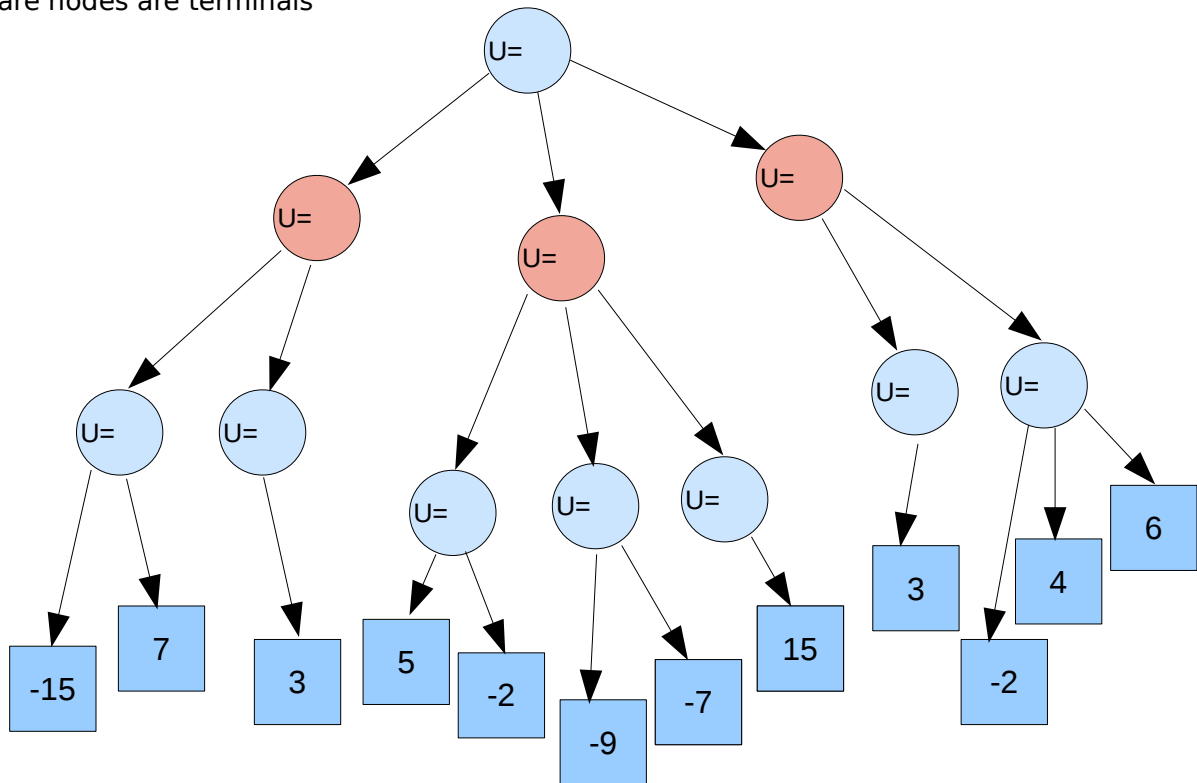 are nodes are terminals
U=
U=
U=
U=
U=
U=
U=
U=
U=
U=
U=
6
3
4
7
15
3
5
-2
-2
-15
-7
-9